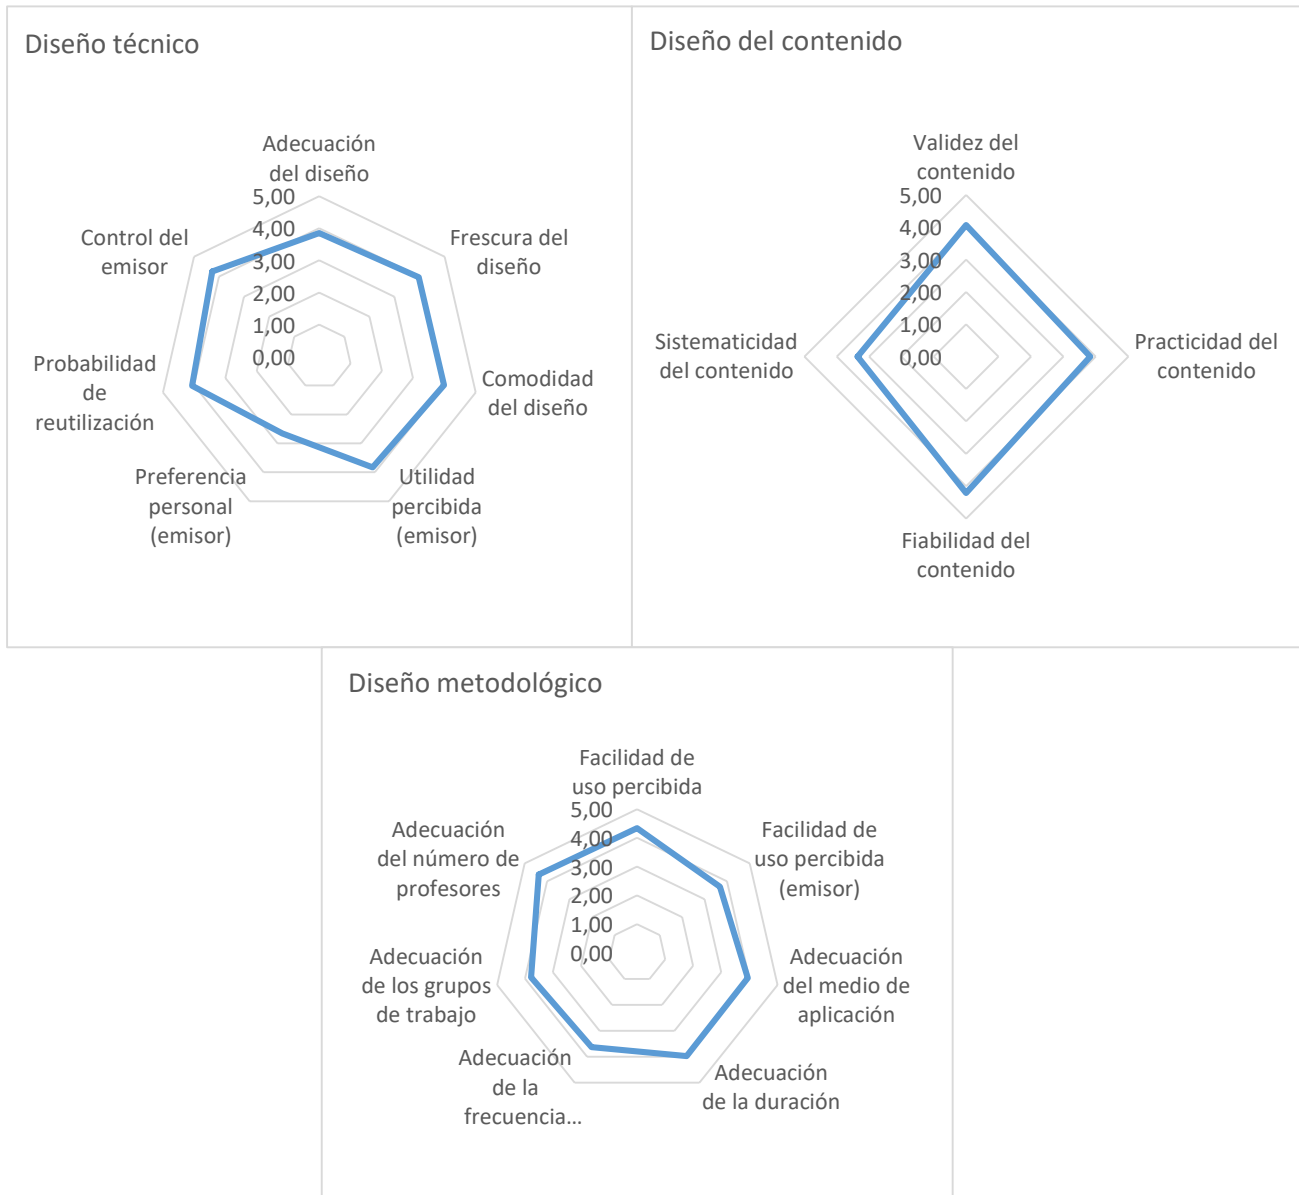 Diseño técnico
Adecuación
del diseño
5,00
4,00
3,00
2,00
1,00
0,00
Frescura del
diseño
Comodidad
del diseño
Utilidad
percibida
(emisor)
Preferencia
personal
(emisor)
Probabilidad
de
reutilización
Control del
emisor
Diseño del contenido
Validez del
contenido
5,00
4,00
3,00
2,00
1,00
0,00
Practicidad del
contenido
Fiabilidad del
contenido
Sistematicidad
del contenido
Diseño metodológico
Facilidad de
uso percibida
5,00
4,00
3,00
2,00
1,00
0,00
Facilidad de
uso percibida
(emisor)
Adecuación
del medio de
aplicación
Adecuación
de la duración
Adecuación
de la
frecuencia...
Adecuación
de los grupos
de trabajo
Adecuación
del número de
profesores